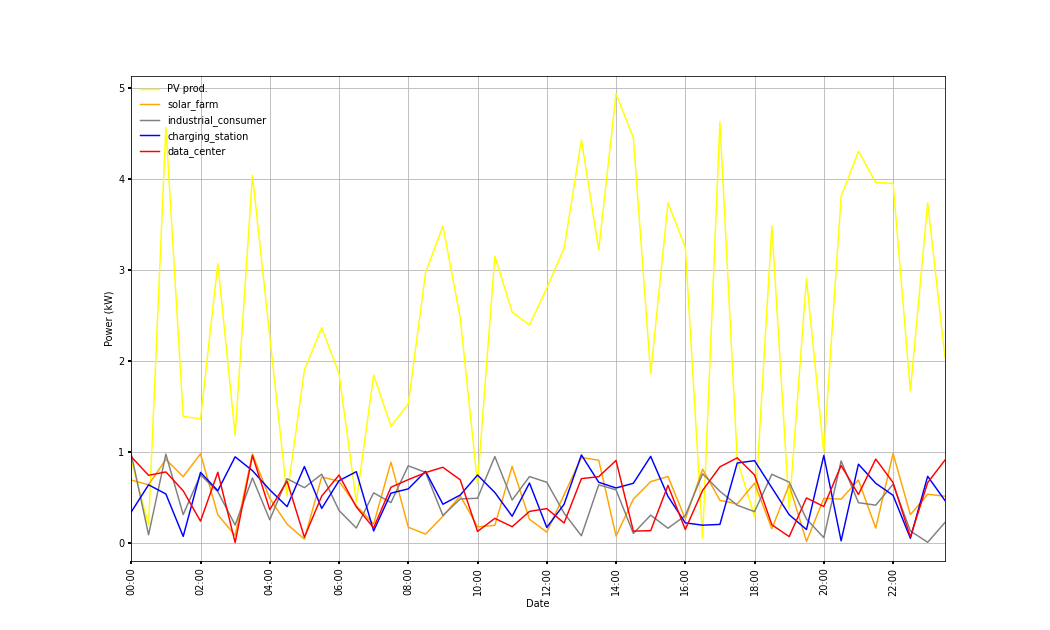 PV prod.
solar_farm
industrial_consumer
charging_station
data_center
Power (kW)
5
4
3
2
1
0
00:00
02:00
04:00
06:00
08:00
10:00
12:00
14:00
16:00
18:00
20:00
22:00
Date